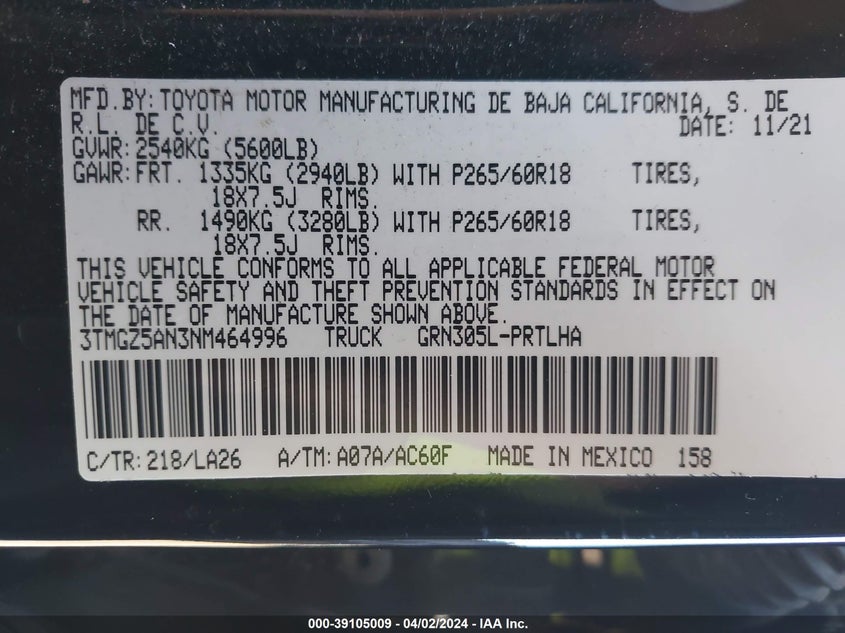 MFD.BY: TOYOTA MOTOR MANUFACTURING DE BAJA CALIFORNIA, S. DE
R.L. DE C.V. DATE: 11/21
GVWR: 2540KG (5600LB)
GAWR: FRT. 1335KG (2940LB) WITH P265/60R18 TIRES,
18X7.5J RIMS.
RR. 1490KG (3280LB) WITH P265/60R18 TIRES,
18X7.5J RIMS.
THIS VEHICLE CONFORMS TO ALL APPLICABLE FEDERAL MOTOR
VEHICLE SAFETY AND THEFT PREVENTION STANDARDS IN EFFECT ON
THE DATE OF MANUFACTURE SHOWN ABOVE.
3TMGZ5AN3NM464996 TRUCK GRN305L-PRTLHA
C/TR: 218/LA26 A/TM: A07A/AC60F MADE IN MEXICO 158
000-39105009 - 04/02/2024 - IAA Inc.